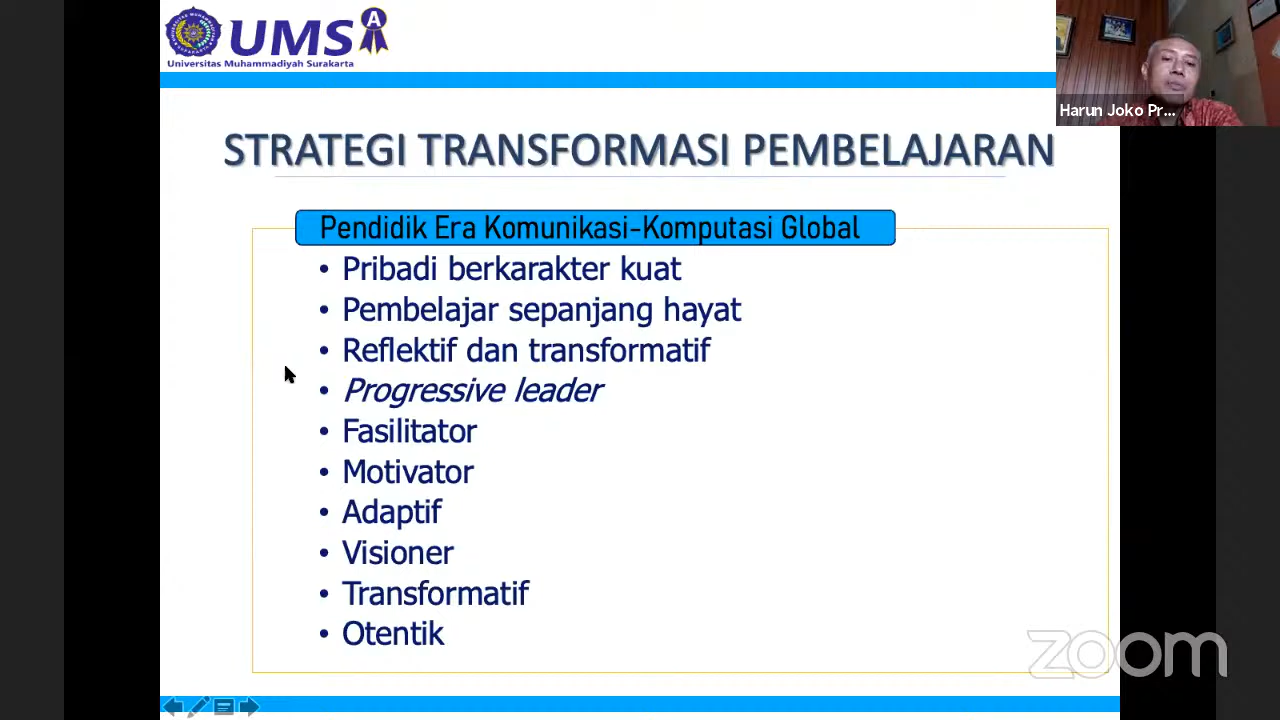 UMS A
Universitas Muhammadiyah Surakarta
Harun Joko Pr...
STRATEGI TRANSFORMASI PEMBELAJARAN
Pendidik Era Komunikasi-Komputasi Global
• Pribadi berkarakter kuat
• Pembelajar sepanjang hayat
• Reflektif dan transformatif
• Progressive leader
• Fasilitator
• Motivator
• Adaptif
• Visioner
• Transformatif
• Otentik
zoom